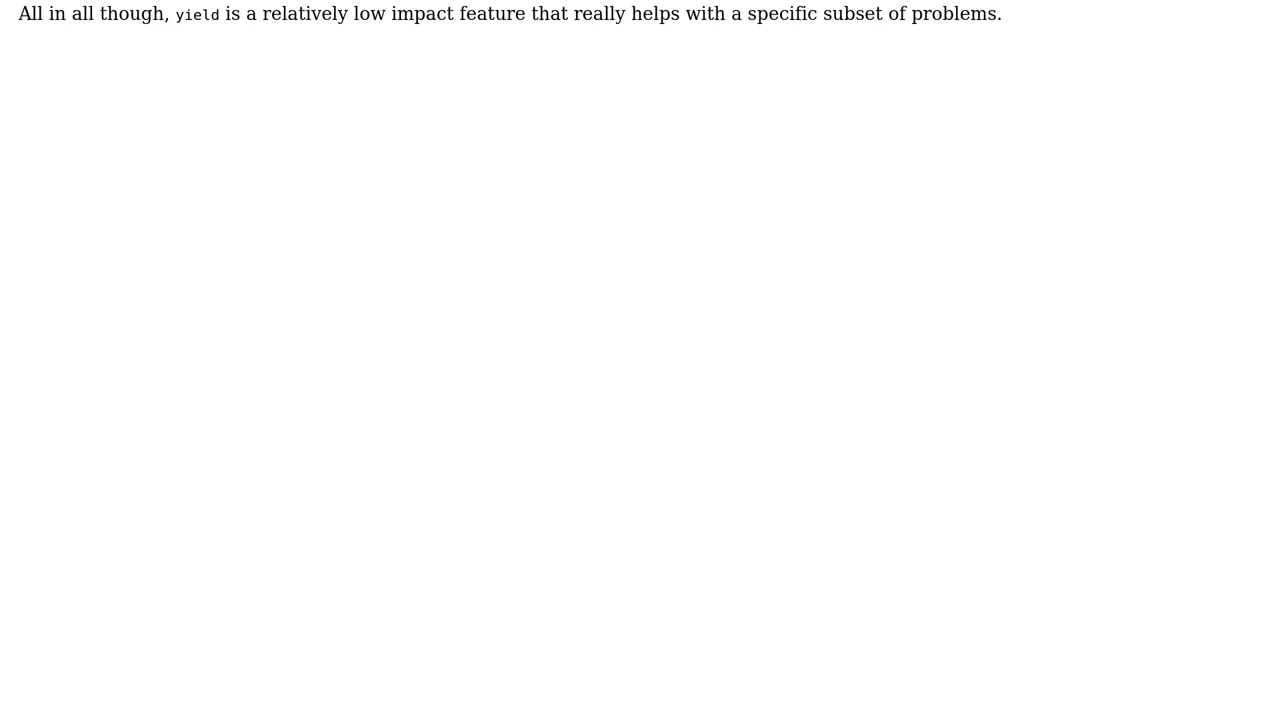 All in all though, yield is a relatively low impact feature that really helps with a specific subset of problems.